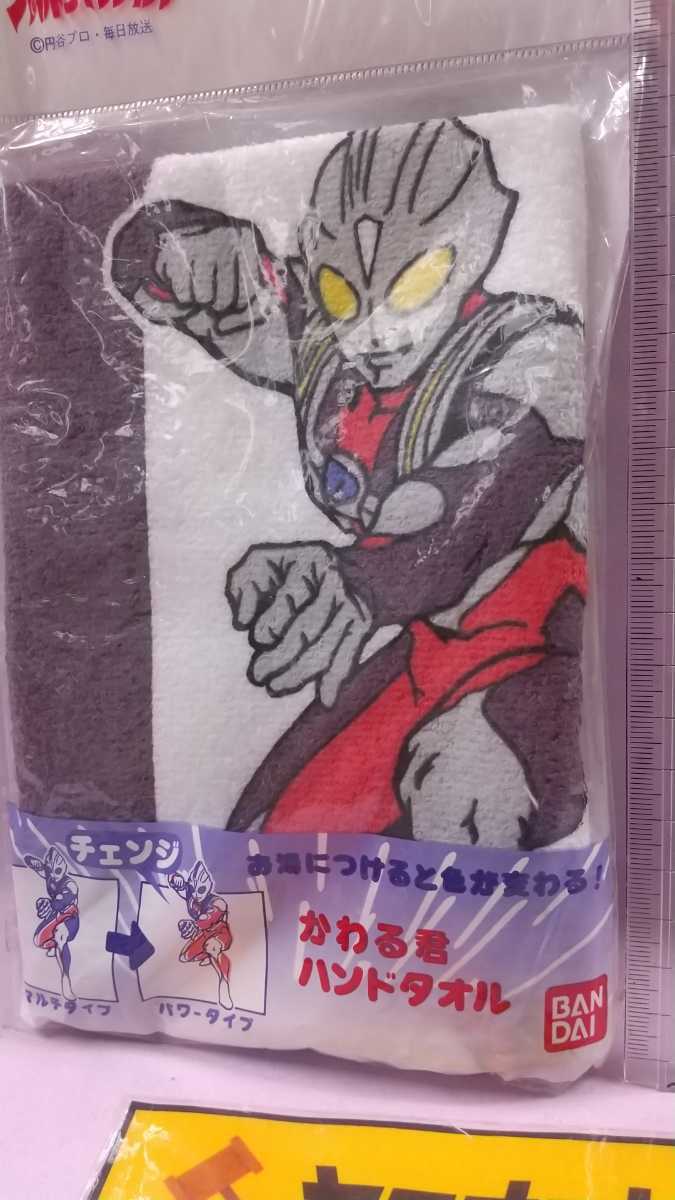 ©円谷プロ・毎日放送
チェンジ
お湯につけると色が変わる!
かわる君
ハンドタオル
マルチタイプ
パワータイプ
BAN
DAI